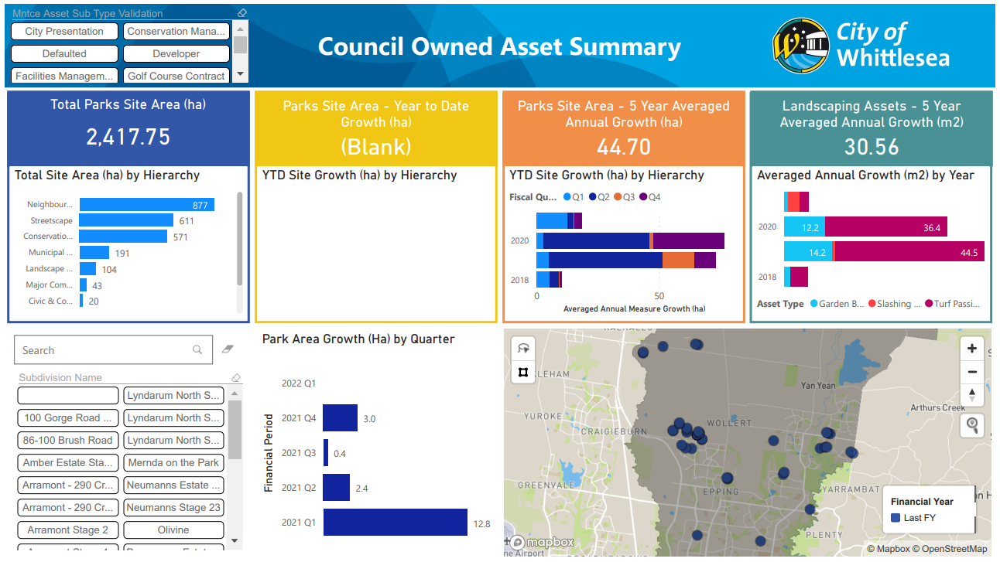 Mntce Asset Sub Type Validation
City Presentation
Conservation Mana...
Defaulted
Developer
Facilities Managem...
Golf Course Contract
Council Owned Asset Summary
City of
Whittlesea
Total Parks Site Area (ha)
2,417.75
Parks Site Area - Year to Date
Growth (ha)
(Blank)
Parks Site Area - 5 Year Averaged
Annual Growth (ha)
44.70
Landscaping Assets - 5 Year
Averaged Annual Growth (m2)
30.56
Total Site Area (ha) by Hierarchy
Neighbour... 877
Streetscape 611
Conservatio... 571
Municipal ... 191
Landscape ... 104
Major Com... 43
Civic & Co... 20
YTD Site Growth (ha) by Hierarchy
YTD Site Growth (ha) by Hierarchy
Fiscal Qu... Q1 Q2 Q3 Q4
2020
2018
0 50
Averaged Annual Measure Growth (ha)
Averaged Annual Growth (m2) by Year
2020 12.2 36.4
14.2 44.5
2018
Asset Type Garden B... Slashing ... Turf Passi...
Search
Subdivision Name
Lyndarum North S...
100 Gorge Road ...
Lyndarum North S...
86-100 Brush Road
Lyndarum North S...
Amber Estate Sta...
Mernda on the Park
Arramont - 290 Cr...
Neumanns Estate ...
Arramont - 290 Cr...
Neumanns Stage 23
Arramont Stage 2
Olivine
Park Area Growth (Ha) by Quarter
Financial Period
2022 Q1
2021 Q4 3.0
2021 Q3 0.4
2021 Q2 2.4
2021 Q1 12.8
LEHAM
Yan Yean
Arthurs Creek
YUROKE
WOLLERT
CRAIGIEBURN
GREENVALE
EPPING
YARRAMBAT
PLENTY
Financial Year
Last FY
mapbox
ne Airport
© Mapbox © OpenStreetMap